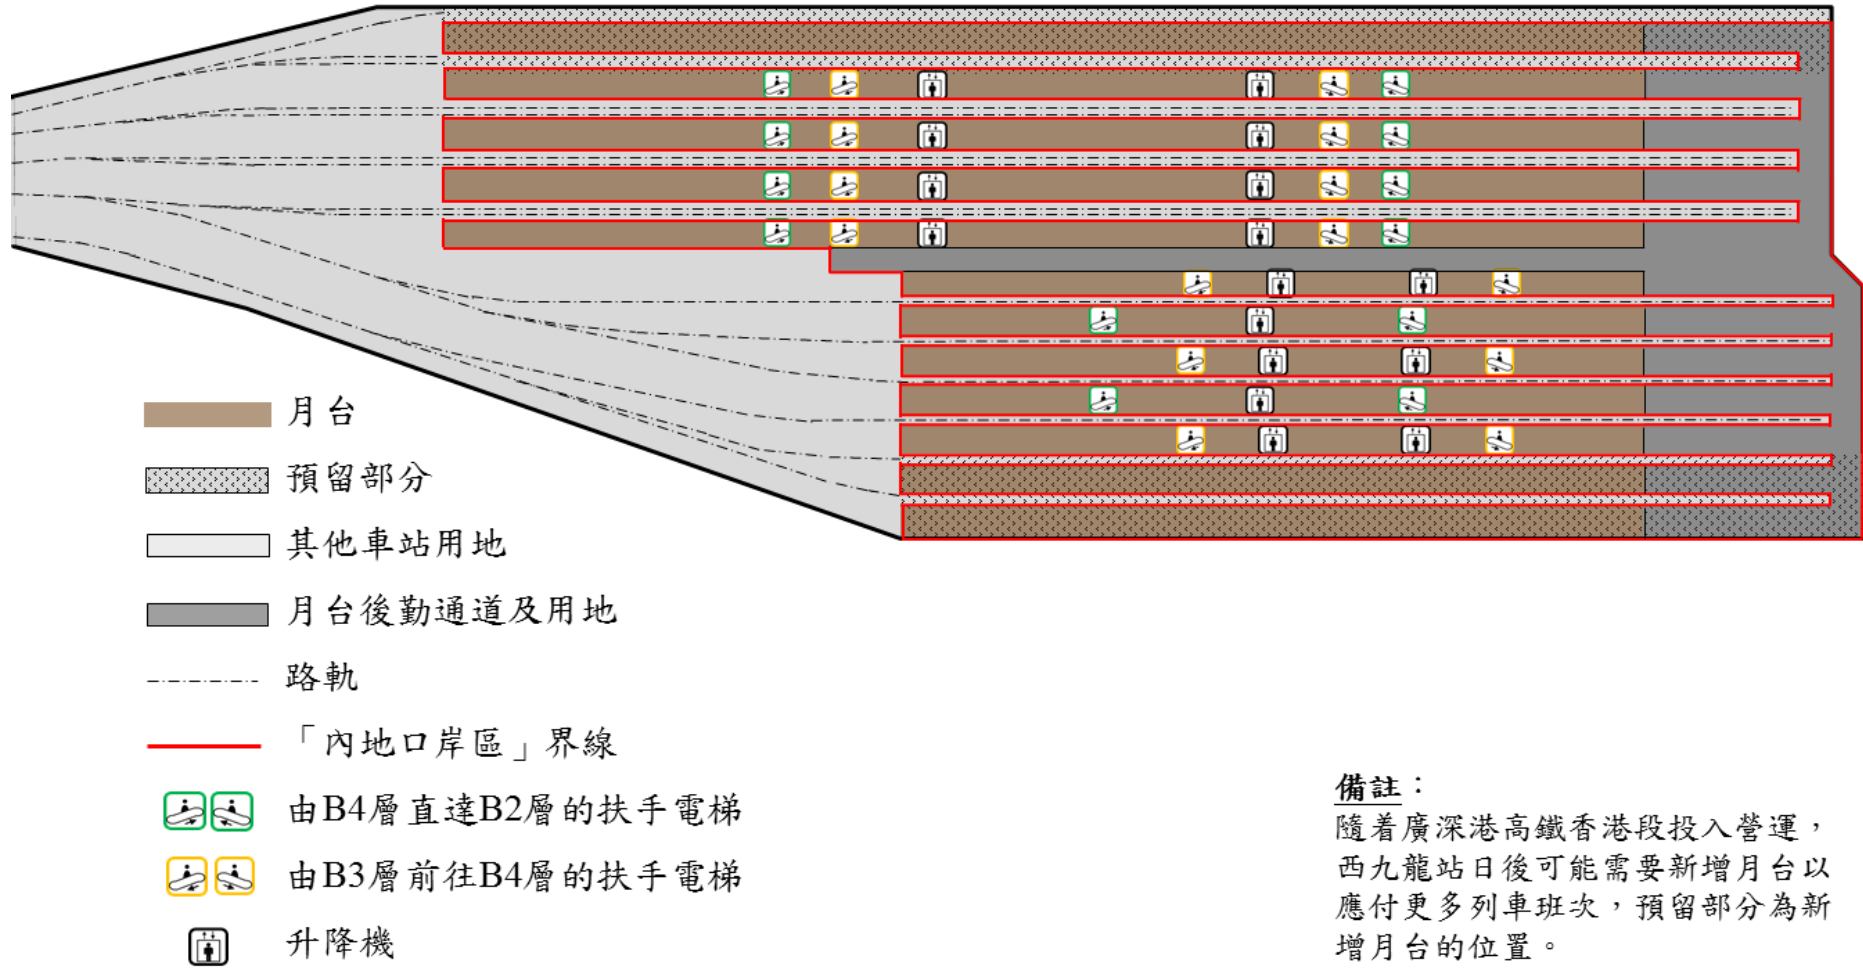 月台
預留部分
其他車站用地
月台後勤通道及用地
路軌
「內地口岸區」界線
由B4層直達B2層的扶手電梯
由B3層前往B4層的扶手電梯
升降機
備註：
隨着廣深港高鐵香港段投入營運，
西九龍站日後可能需要新增月台以
應付更多列車班次，預留部分為新
增月台的位置。